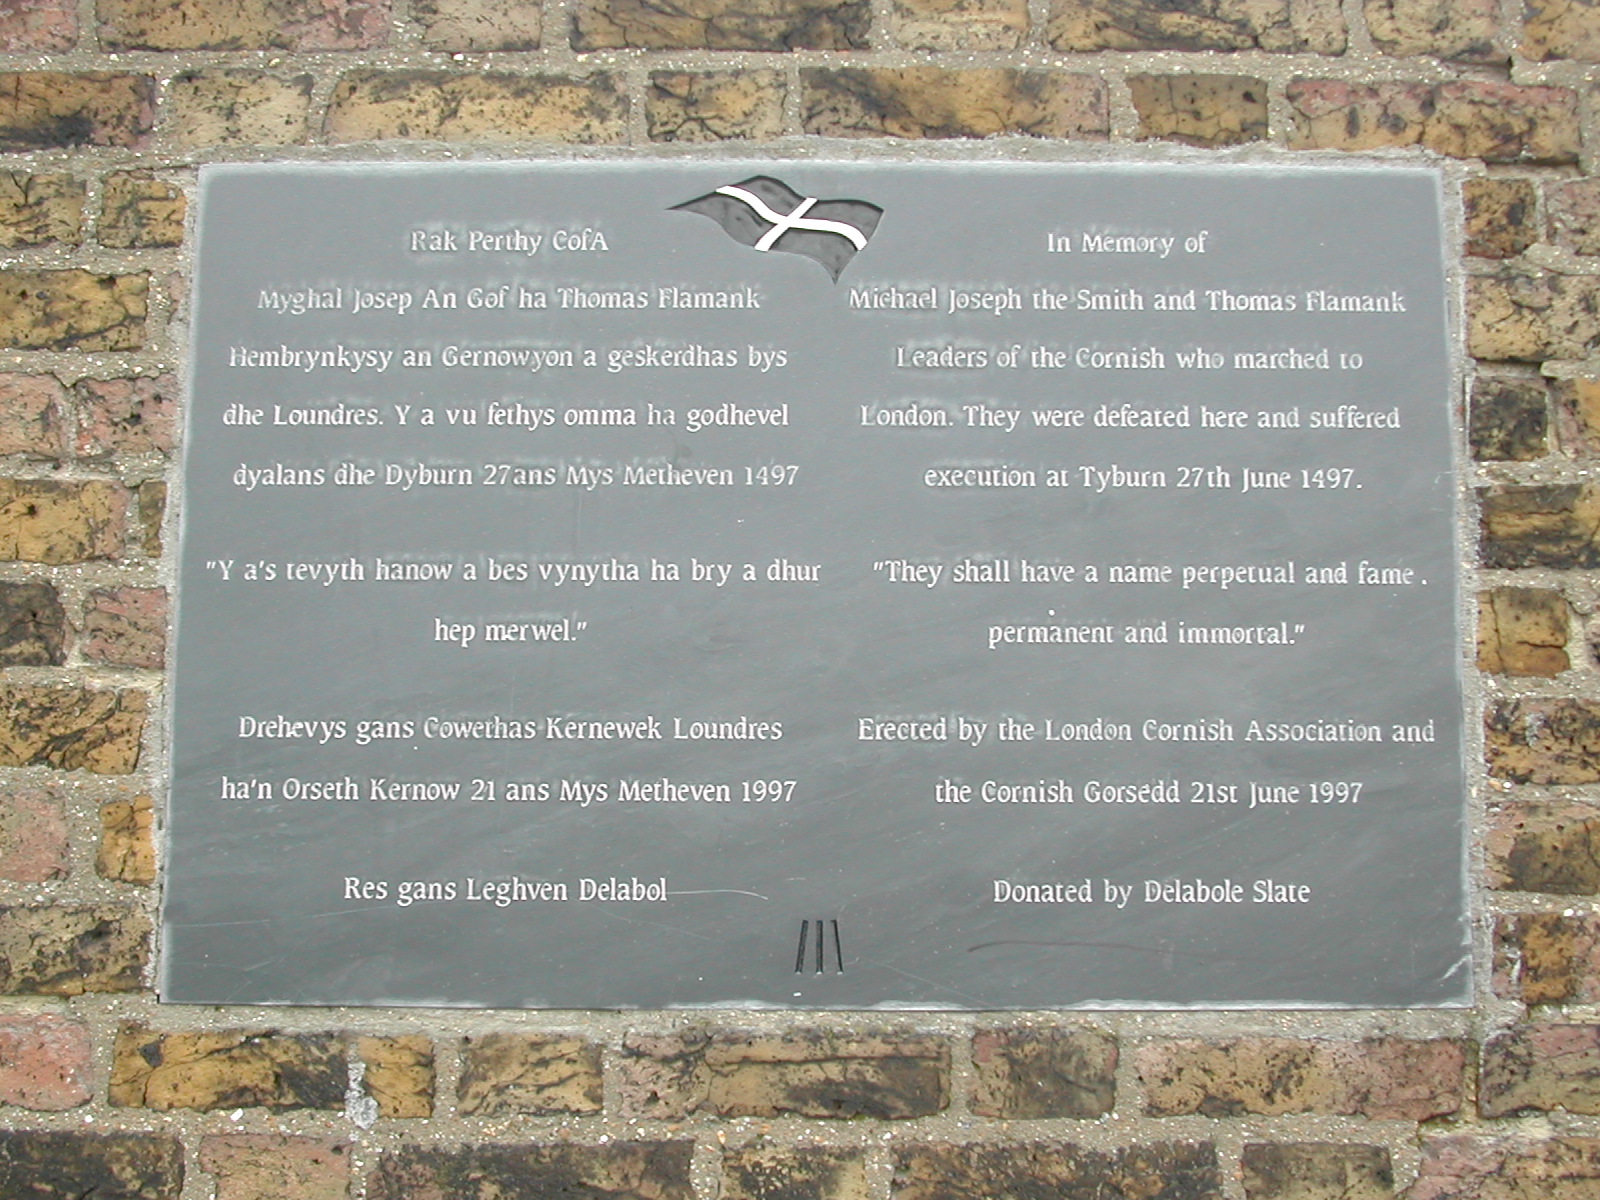 Rak Perthy CofA
Myghal Josep An Gof ha Thomas Flamank
Hembrynkysy an Gernowyon a geskerdhas bys
dhe Loundres. Y a vu fethys omma ha godhevel
dyalans dhe Dyburn 27ans Mys Metheven 1497
"Y a's tevyth hanow a bes vynytha ha bry a dhur
hep merwel."
Drehevys gans Cowethas Kernewek Loundres
ha'n Orseth Kernow 21 ans Mys Metheven 1997
Res gans Leghven Delabol
In Memory of
Michael Joseph the Smith and Thomas Flamank
Leaders of the Cornish who marched to
London. They were defeated here and suffered
execution at Tyburn 27th June 1497.
"They shall have a name perpetual and fame .
permanent and immortal."
Erected by the London Cornish Association and
the Cornish Gorsedd 21st June 1997
Donated by Delabole Slate